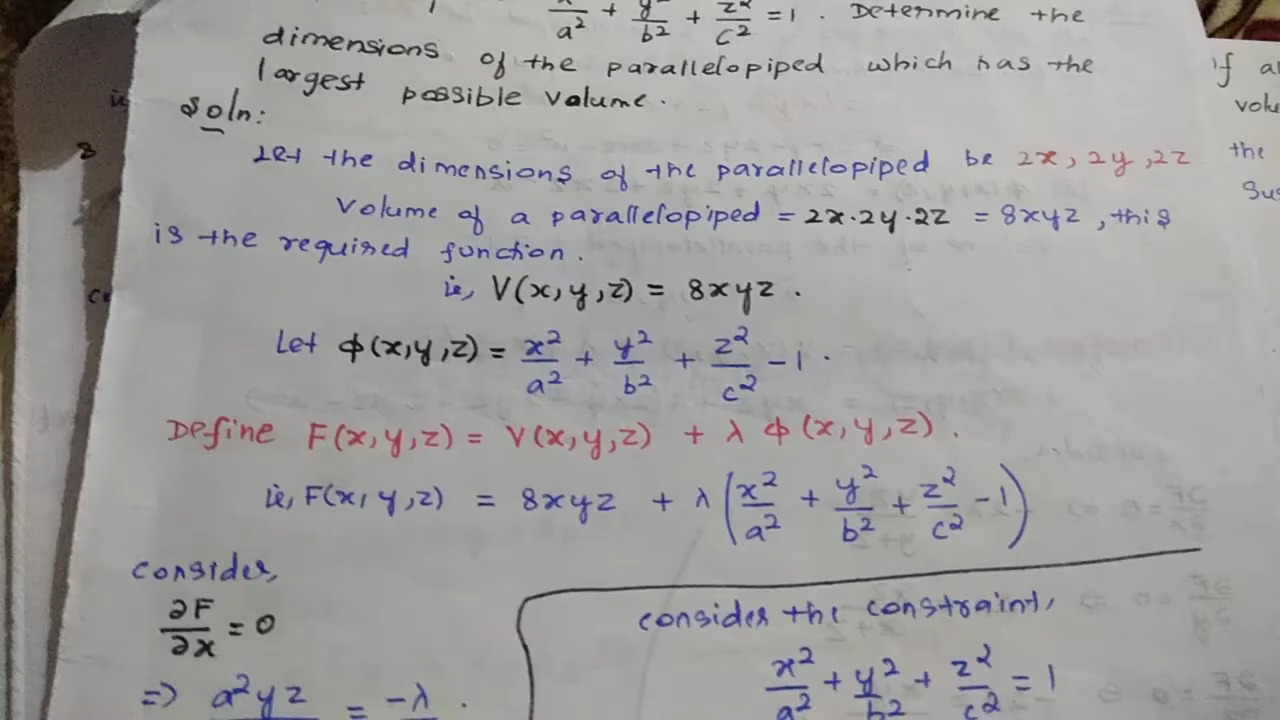 x²/a² + y²/b² + z²/c² = 1. Determine the
dimensions of the parallelopiped which has the
largest possible volume.
Soln:
Let the dimensions of the parallelopiped be 2x, 2y, 2z
Volume of a parallelopiped = 2x·2y·2z = 8xyz, this
is the required function.
ie, V(x,y,z) = 8xyz.
Let ϕ(x,y,z) = x²/a² + y²/b² + z²/c² - 1.
Define F(x,y,z) = V(x,y,z) + λ ϕ(x,y,z).
ie, F(x,y,z) = 8xyz + λ(x²/a² + y²/b² + z²/c² - 1)
consider,
∂F/∂x = 0
=> a²yz = -λ.
consider the constraint,
x²/a² + y²/b² + z²/c² = 1
if
the